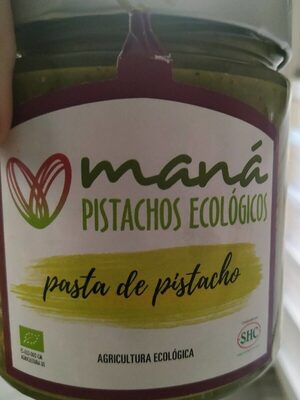 maná
PISTACHOS ECOLÓGICOS
pasta de pistacho
AGRICULTURA ECOLÓGICA
SHC